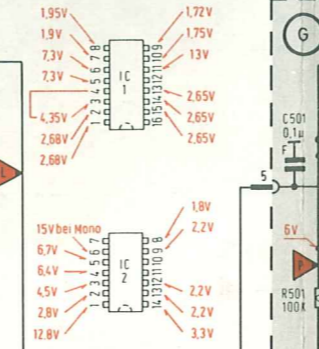 1,95V
1,9V
7,3V
7,3V
4,35V
2,68V
2,68V
8
7
6
5
4
3
2
1
IC
1
9
10
11
12
13
14
15
16
1,72V
1,75V
13V
2,65V
2,65V
2,65V
G
C501
0,1µ
F
5
L
15V bei Mono
6,7V
6,4V
4,5V
2,8V
12,8V
7
6
5
4
3
2
1
IC
2
8
9
10
11
12
13
14
1,8V
2,2V
2,2V
2,2V
3,3V
6V
P
R501
100K